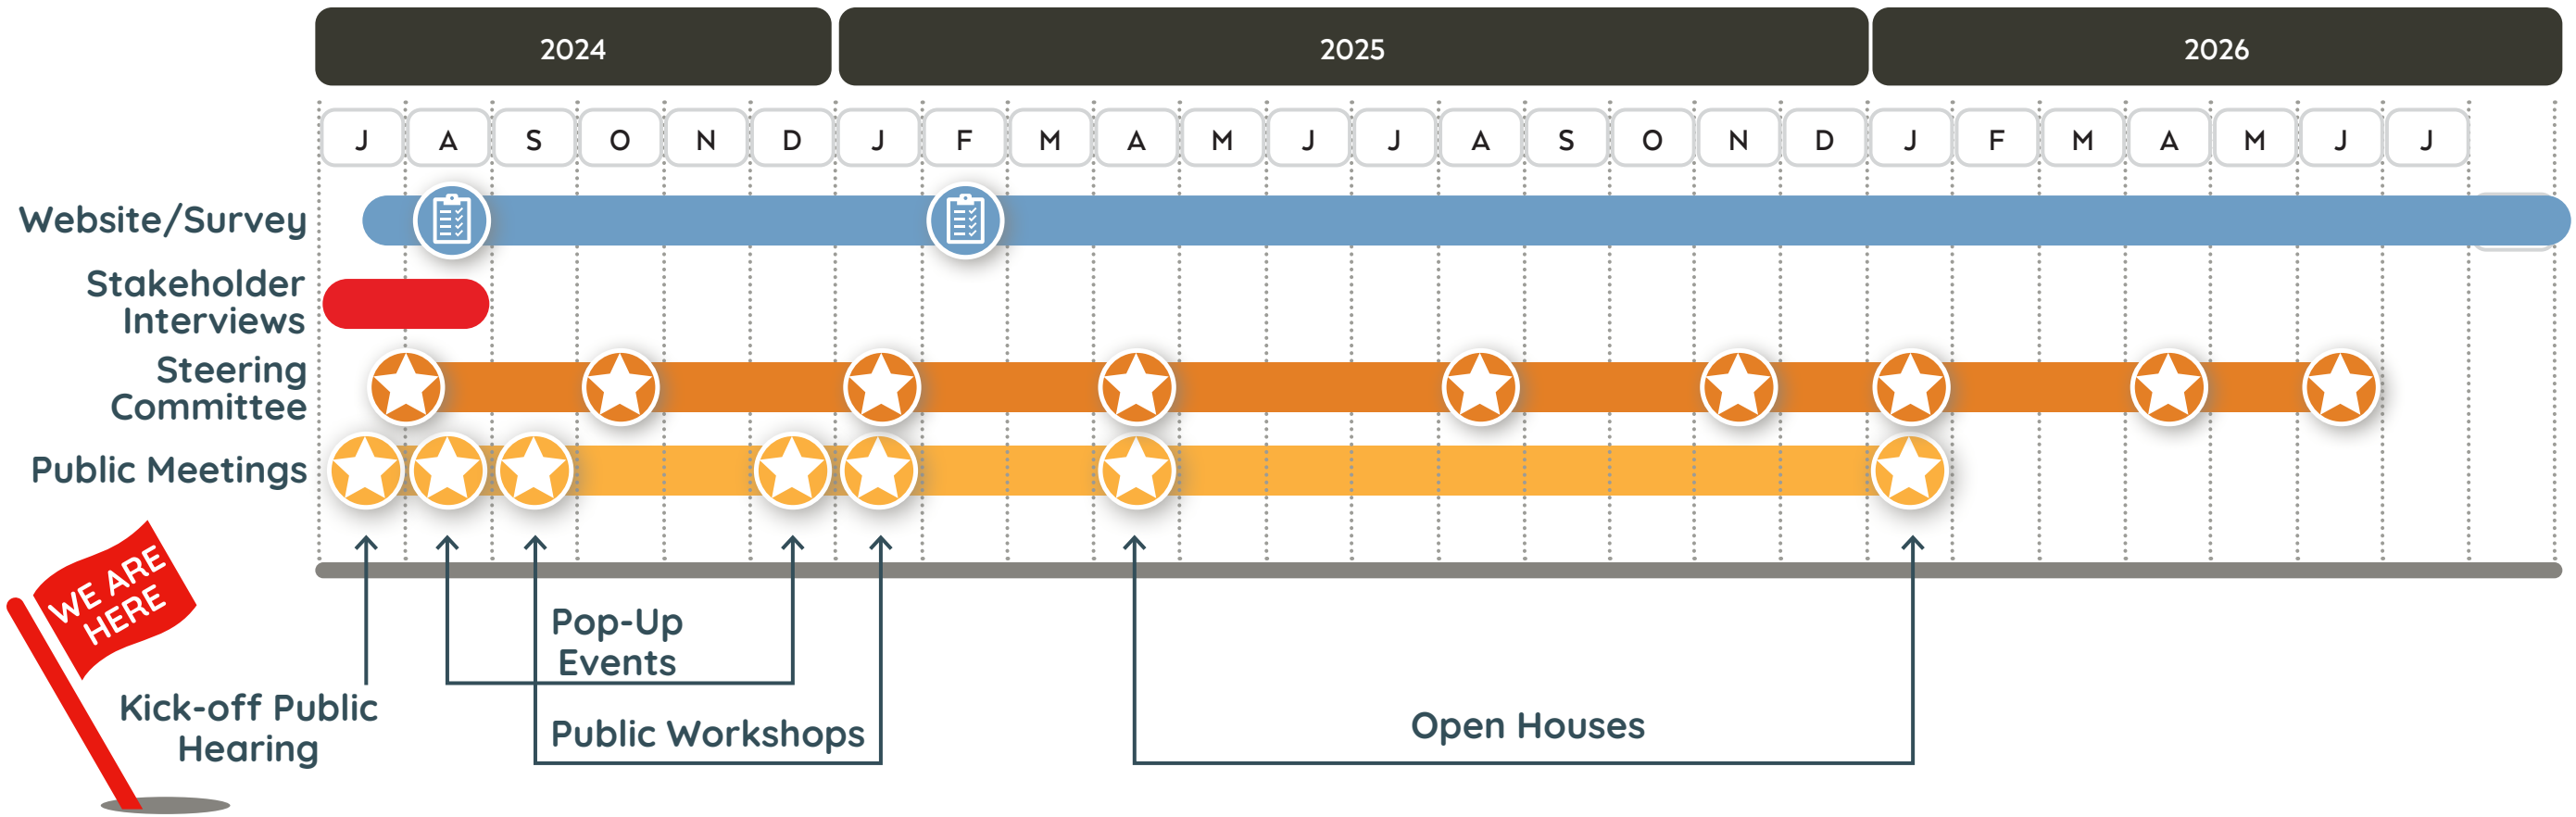 2024 2025 2026
J A S O N D J F M A M J J A S O N D J F M A M J J
Website/Survey
Stakeholder
Interviews
Steering
Committee
Public Meetings
WE ARE
HERE
Kick-off Public
Hearing
Pop-Up
Events
Public Workshops
Open Houses